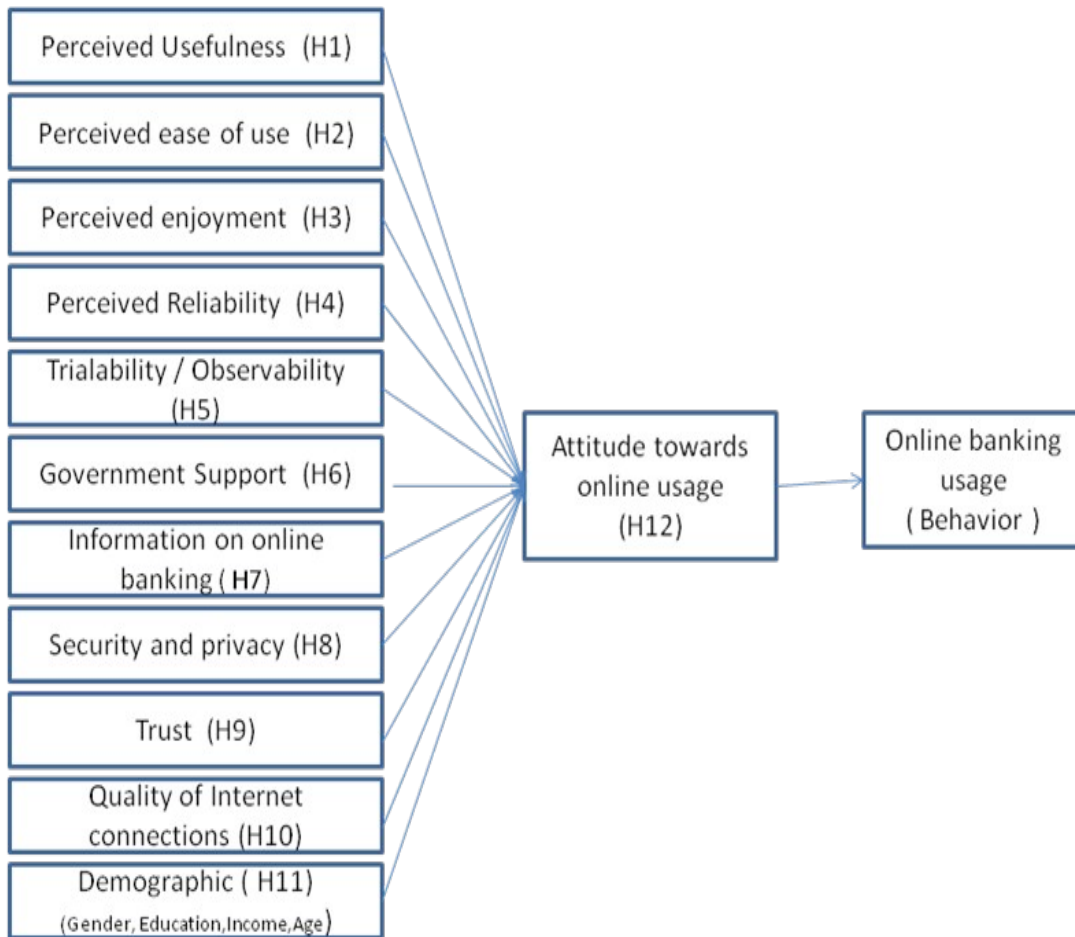 Perceived Usefulness (H1)
Perceived ease of use (H2)
Perceived enjoyment (H3)
Perceived Reliability (H4)
Trialability / Observability
(H5)
Government Support (H6)
Information on online
banking ( H7)
Security and privacy (H8)
Trust (H9)
Quality of Internet
connections (H10)
Demographic ( H11)
(Gender, Education,Income,Age)
Attitude towards
online usage
(H12)
Online banking
usage
( Behavior )